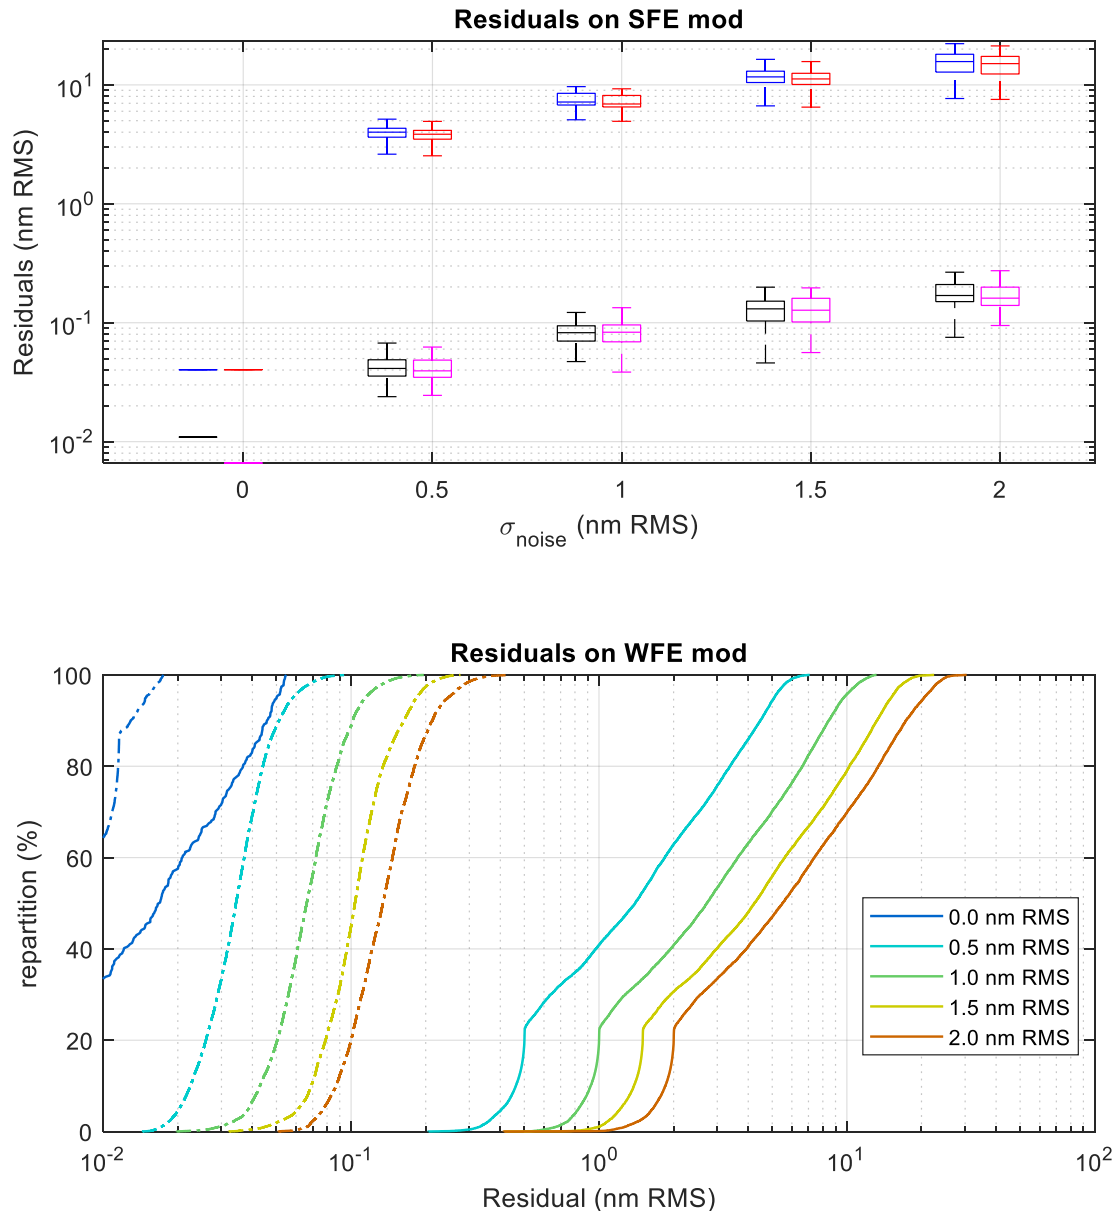 Residuals on SFE mod
Residuals (nm RMS)
10^1
10^0
10^-1
10^-2
0 0.5 1 1.5 2
σ_noise (nm RMS)
Residuals on WFE mod
repartition (%)
100
80
60
40
20
0
0.0 nm RMS
0.5 nm RMS
1.0 nm RMS
1.5 nm RMS
2.0 nm RMS
10^-2 10^-1 10^0 10^1 10^2
Residual (nm RMS)